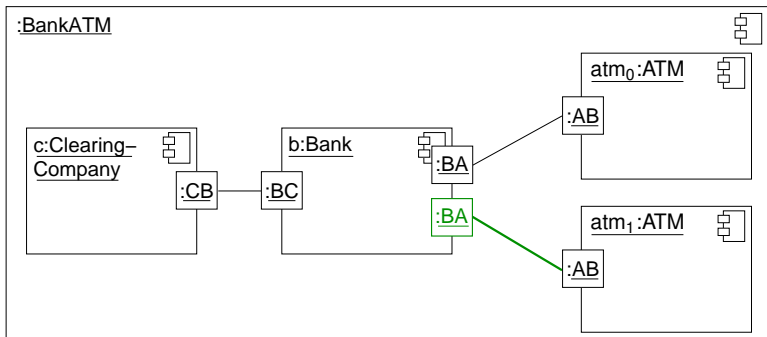 :BankATM
atm₀:ATM
:AB
c:Clearing–
Company
b:Bank
:BA
:CB
:BC
:BA
atm₁:ATM
:AB